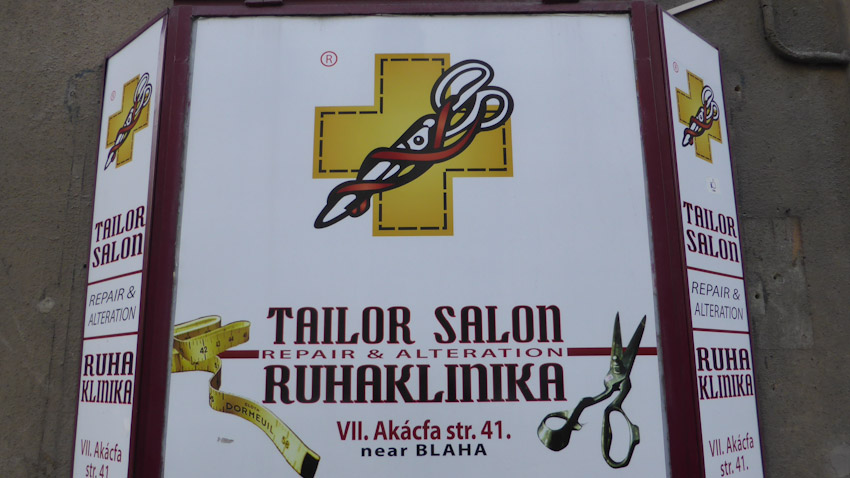 ®
TAILOR
SALON
REPAIR &
ALTERATION
RUHA
KLINIKA
VII. Akácfa
str. 41.
®
TAILOR SALON
REPAIR & ALTERATION
RUHAKLINIKA
VII. Akácfa str. 41.
near BLAHA
42
DORMEUIL
®
TAILOR
SALON
REPAIR &
ALTERATION
RUHA
KLINIKA
VII. Akácfa
str. 41.